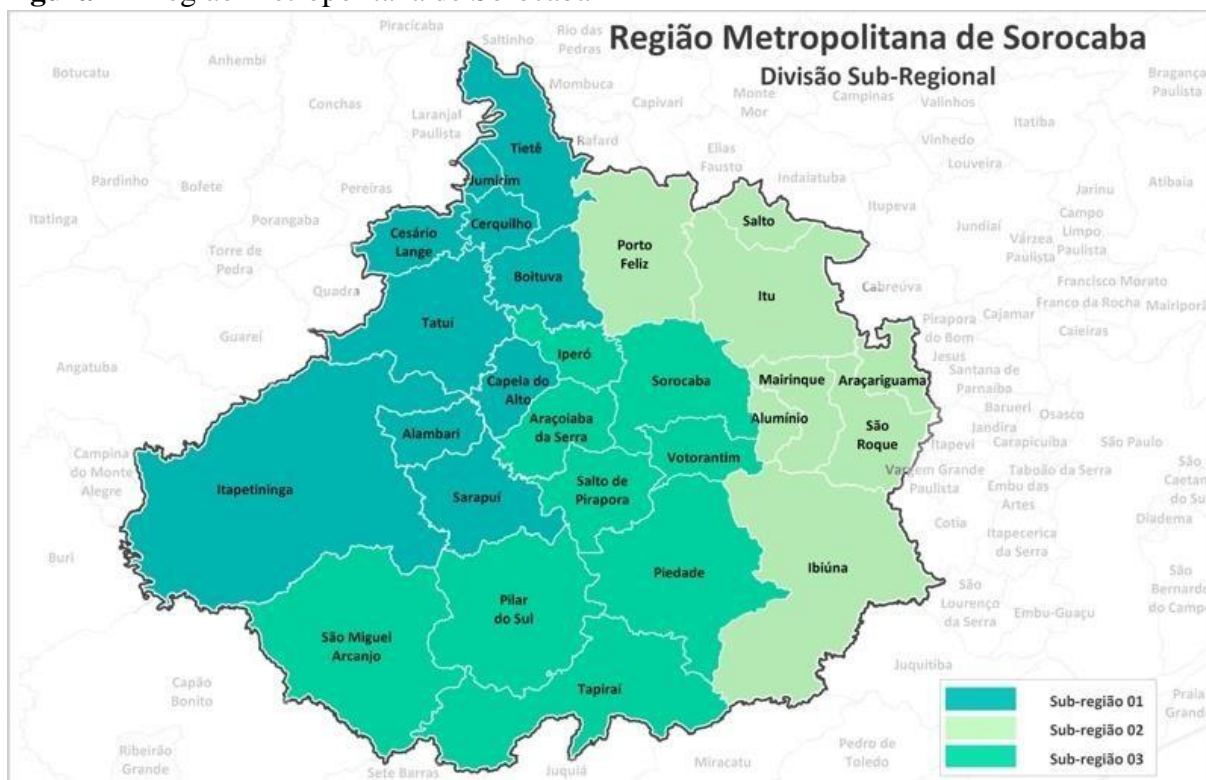 Região Metropolitana de Sorocaba
Divisão Sub-Regional
Piracicaba
Saltinho
Rio das
Pedras
Botucatu
Anhembi
Mombuca
Conchas
Laranjal
Paulista
Capivari
Monte
Mor
Campinas
Valinhos
Bragança
Paulista
Itatiba
Tietê
Rafard
Elias
Fausto
Vinhedo
Louveira
Indaiatuba
Pardinho
Bofete
Pereiras
Jumirim
Jarinu
Atibaia
Itatinga
Porangaba
Cesário
Lange
Cerquilho
Porto
Feliz
Salto
Itupeva
Jundiaí
Campo
Limpo
Paulista
Várzea
Paulista
Torre de
Pedra
Boituva
Itu
Quadra
Cabreúva
Francisco Morato
Franco da Rocha
Mairiporã
Tatuí
Guareí
Pirapora
do Bom
Jesus
Cajamar
Caieiras
Angatuba
Iperó
Capela do
Alto
Sorocaba
Mairinque
Araçariguama
Santana de
Parnaíba
Araçoiaba
da Serra
Alumínio
São
Roque
Barueri
Jandira
Osasco
Alambari
Campina
do Monte
Alegre
Votorantim
Itapevi
Carapicuíba
São Paulo
Itapetininga
Sarapuí
Salto de
Pirapora
Vargem Grande
Paulista
Taboão da Serra
Embu das
Artes
São
Caetan
do Su
Diadema
Cotia
Itapecerica
da Serra
Buri
Piedade
Ibiúna
São
Lourenço
da Serra
Embu-Guaçu
São
Bernardo
do Camp
Pilar
do Sul
São Miguel
Arcanjo
Juquitiba
Capão
Bonito
Tapiraí
Praia
Grand
Ribeirão
Grande
Sete Barras
Juquiá
Miracatu
Pedro de
Toledo
Sub-região 01
Sub-região 02
Sub-região 03